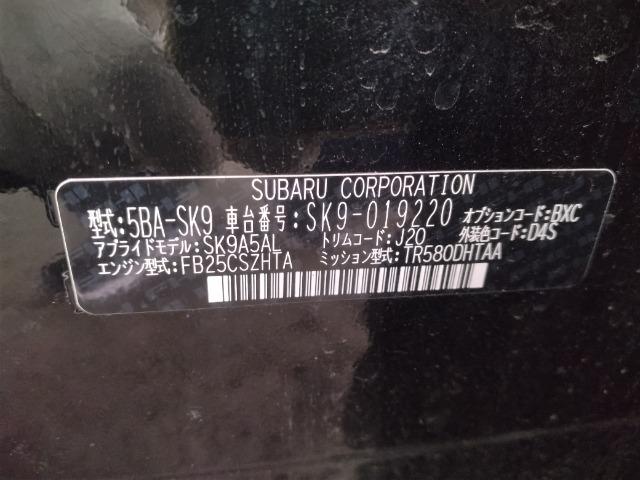 SUBARU CORPORATION
型式:5BA-SK9 車台番号:SK9-019220 オプションコード:BXC
アプライドモデル:SK9A5AL トリムコード:J20 外装色コード:D4S
エンジン型式:FB25CSZHTA ミッション型式:TR580DHTAA